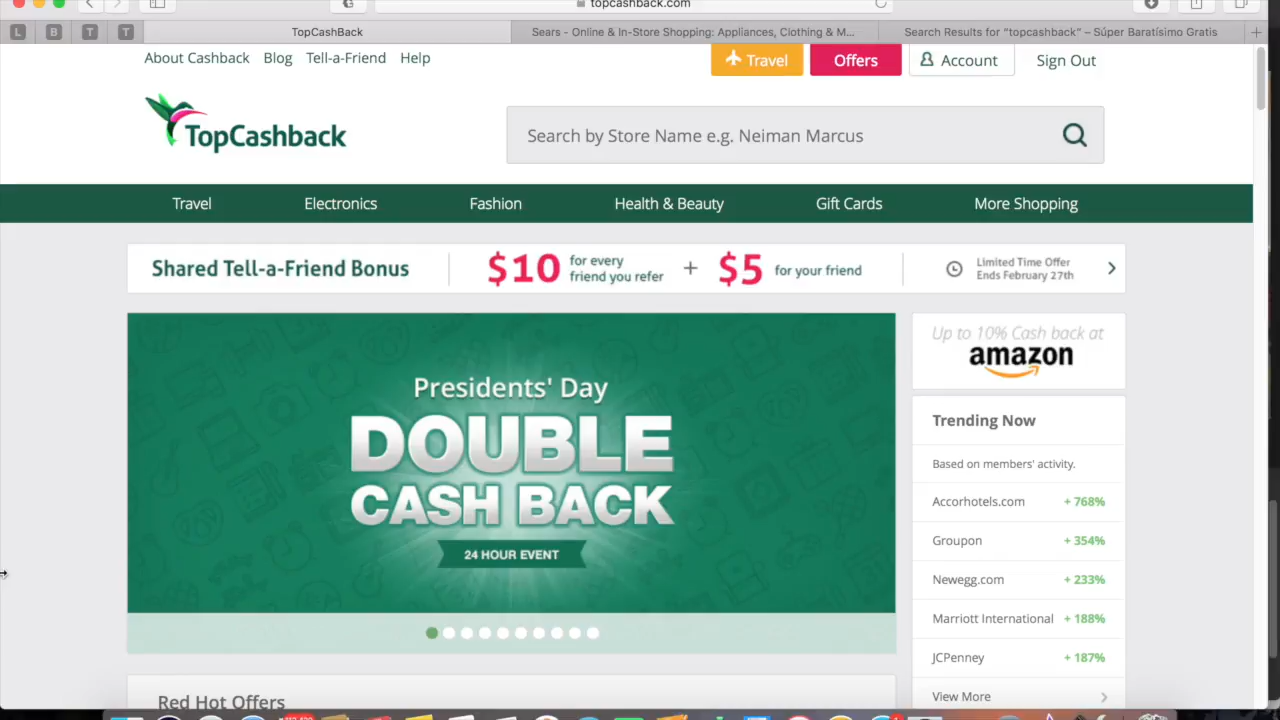 topcashback.com
L
B
T
T
TopCashBack
Sears - Online & In-Store Shopping: Appliances, Clothing & M...
Search Results for "topcashback" – Súper Baratísimo Gratis
About Cashback
Blog
Tell-a-Friend
Help
Travel
Offers
Account
Sign Out
TopCashback
Search by Store Name e.g. Neiman Marcus
Travel
Electronics
Fashion
Health & Beauty
Gift Cards
More Shopping
Shared Tell-a-Friend Bonus
$10
for every
friend you refer
+
$5
for your friend
Limited Time Offer
Ends February 27th
Presidents' Day
DOUBLE
CASH BACK
24 HOUR EVENT
Up to 10% Cash back at
amazon
Trending Now
Based on members' activity.
Accorhotels.com + 768%
Groupon + 354%
Newegg.com + 233%
Marriott International + 188%
JCPenney + 187%
View More
Red Hot Offers